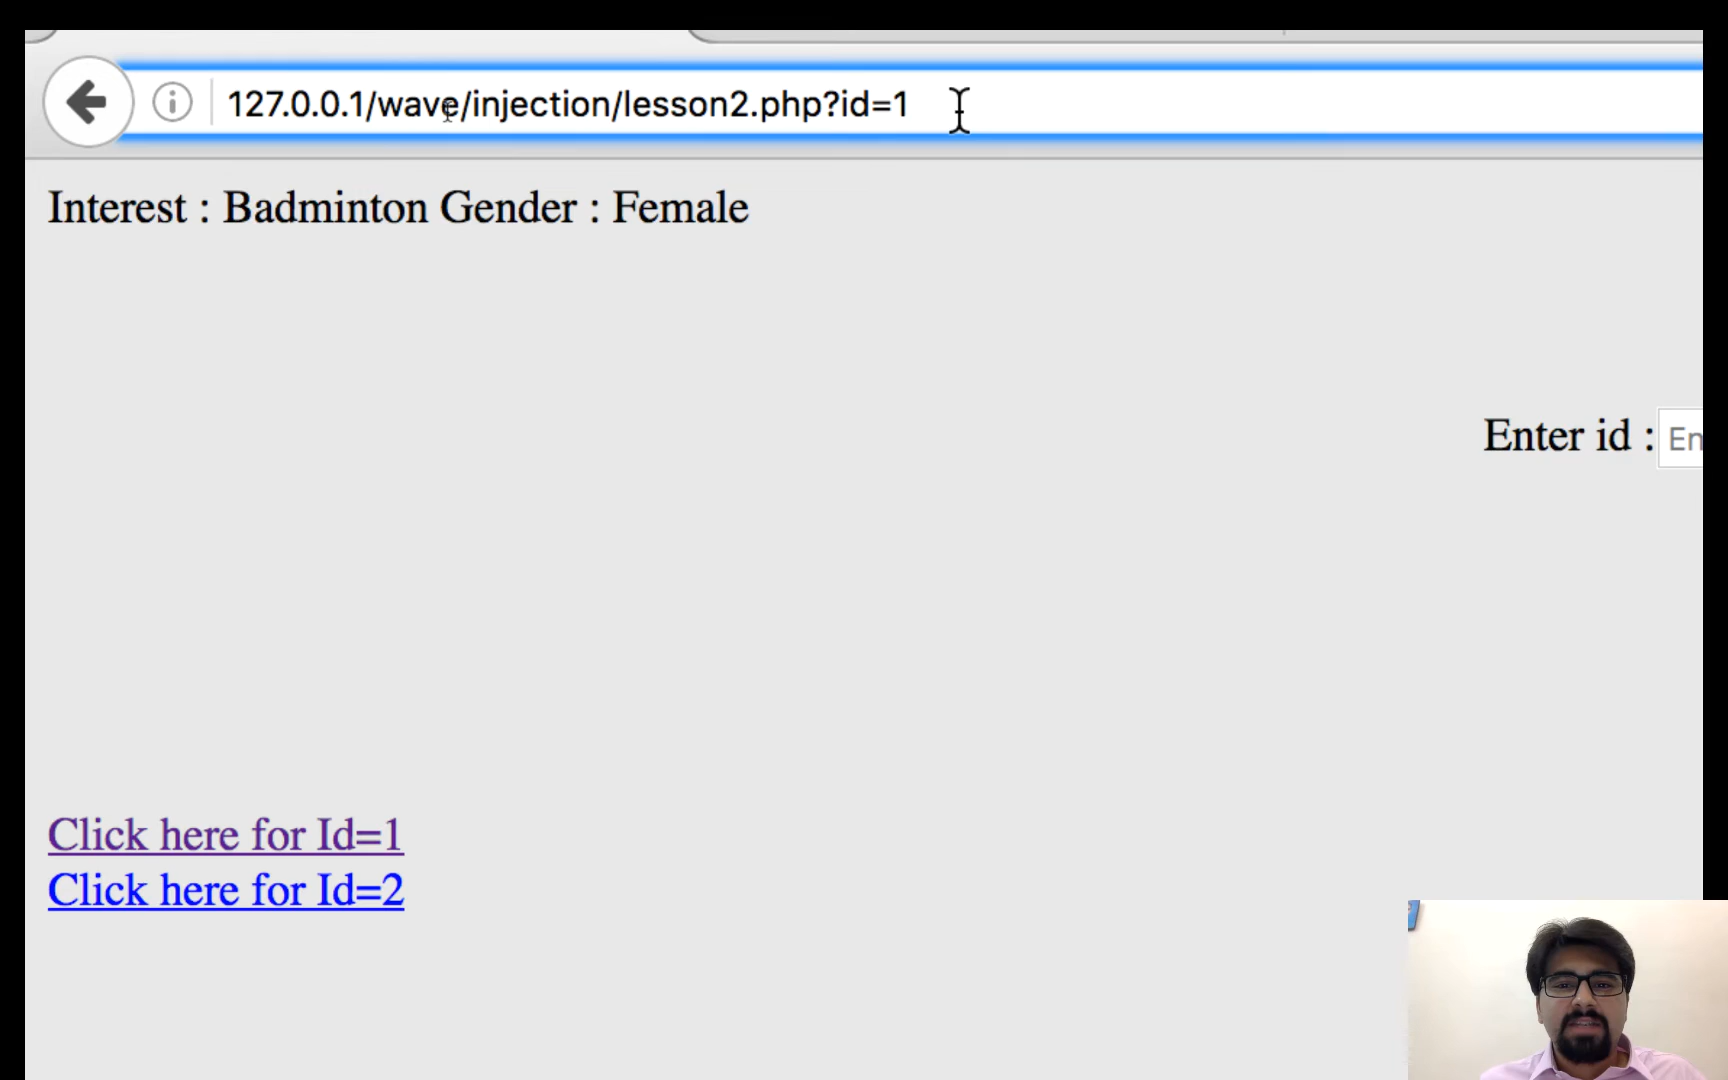 127.0.0.1/wave/injection/lesson2.php?id=1
Interest : Badminton Gender : Female
Enter id : En
Click here for Id=1
Click here for Id=2